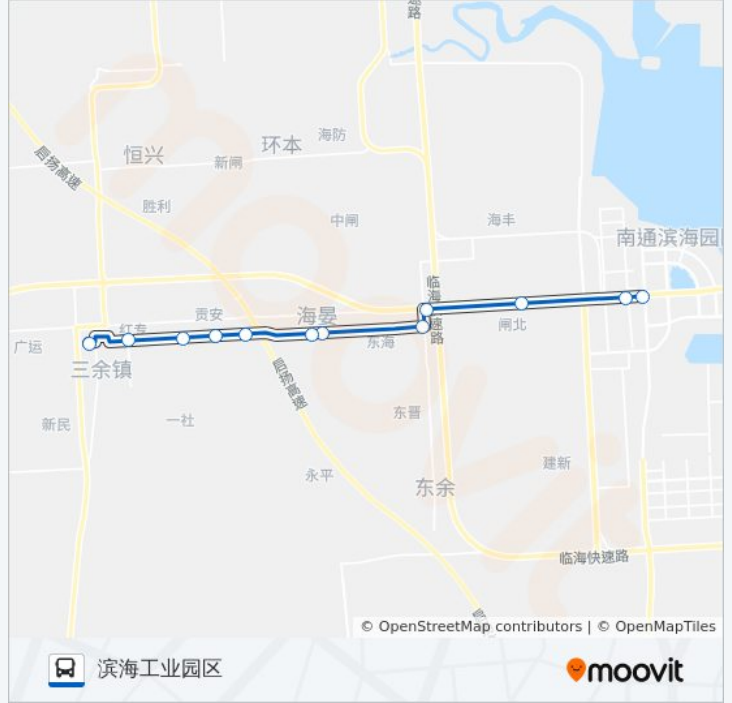 速路
环本
海防
恒兴
新闸
启扬高速
胜利
中闸
海丰
南通滨海园
临海快速路
贡安
海晏
红专
闸北
广运
东海
三余镇
启扬高速
东晋
新民
一社
建新
永平
东余
临海快速路
© OpenStreetMap contributors | © OpenMapTiles
滨海工业园区
moovit
moovit